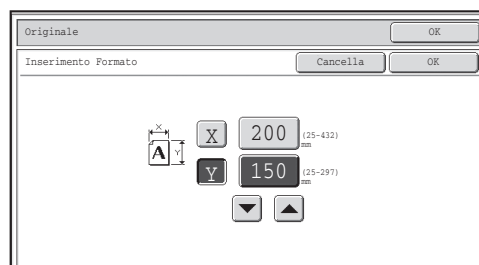 Originale OK
Inserimento Formato Cancella OK
X
A Y
X 200 (25-432)
mm
Y 150 (25-297)
mm